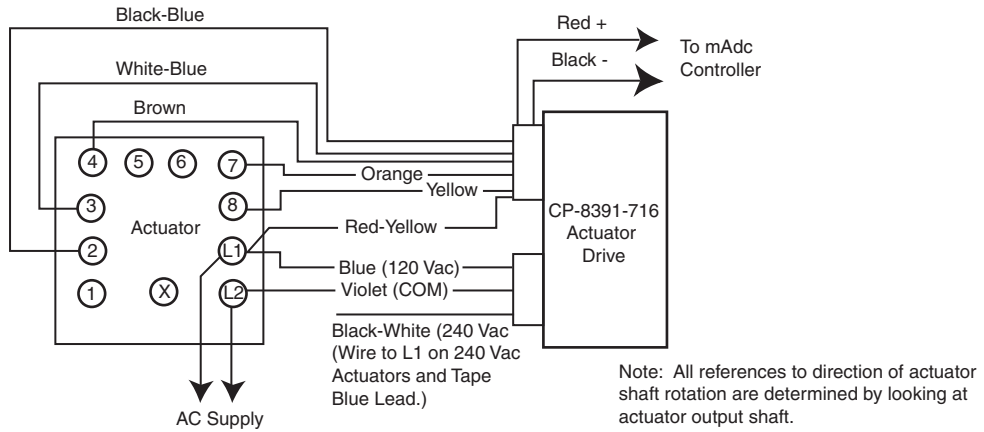 Black-Blue
Red +
To mAdc
Controller
White-Blue
Black -
Brown
4
5
6
7
Orange
3
8
Yellow
CP-8391-716
Actuator
Drive
Actuator
Red-Yellow
2
L1
Blue (120 Vac)
1
X
L2
Violet (COM)
Black-White (240 Vac
(Wire to L1 on 240 Vac
Actuators and Tape
Blue Lead.)
AC Supply
Note: All references to direction of actuator
shaft rotation are determined by looking at
actuator output shaft.